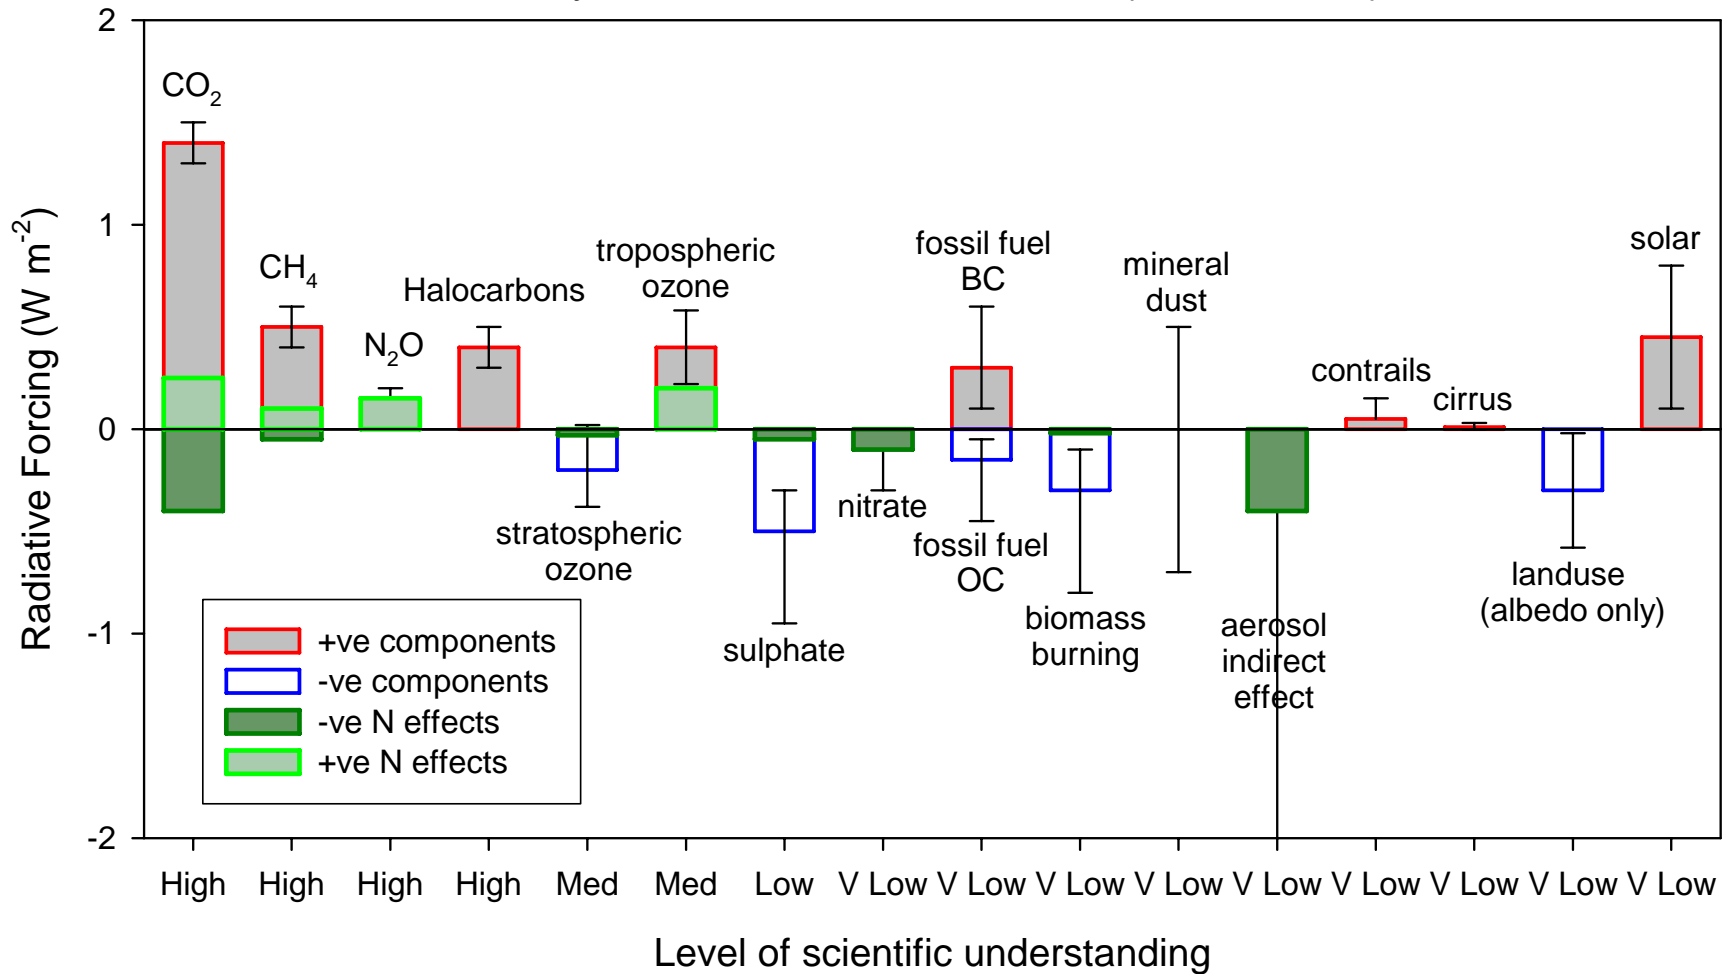 2
CO2
solar
fossil fuel
BC
tropospheric
ozone
mineral
dust
1
CH4
Halocarbons
N2O
contrails
cirrus
Radiative Forcing (W m-2)
0
nitrate
stratospheric
ozone
fossil fuel
OC
landuse
(albedo only)
biomass
burning
aerosol
indirect
effect
sulphate
-1
+ve components
-ve components
-ve N effects
+ve N effects
-2
High High High High Med Med Low V Low V Low V Low V Low V Low V Low V Low V Low V Low
Level of scientific understanding